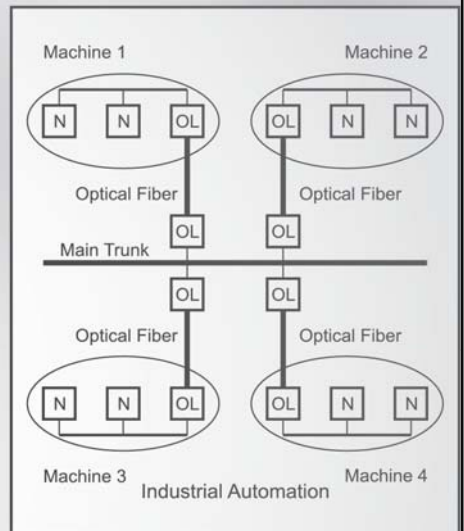 Machine 1 Machine 2
N N OL OL N N
Optical Fiber Optical Fiber
OL OL
Main Trunk
OL OL
Optical Fiber Optical Fiber
N N OL OL N N
Machine 3 Machine 4
Industrial Automation